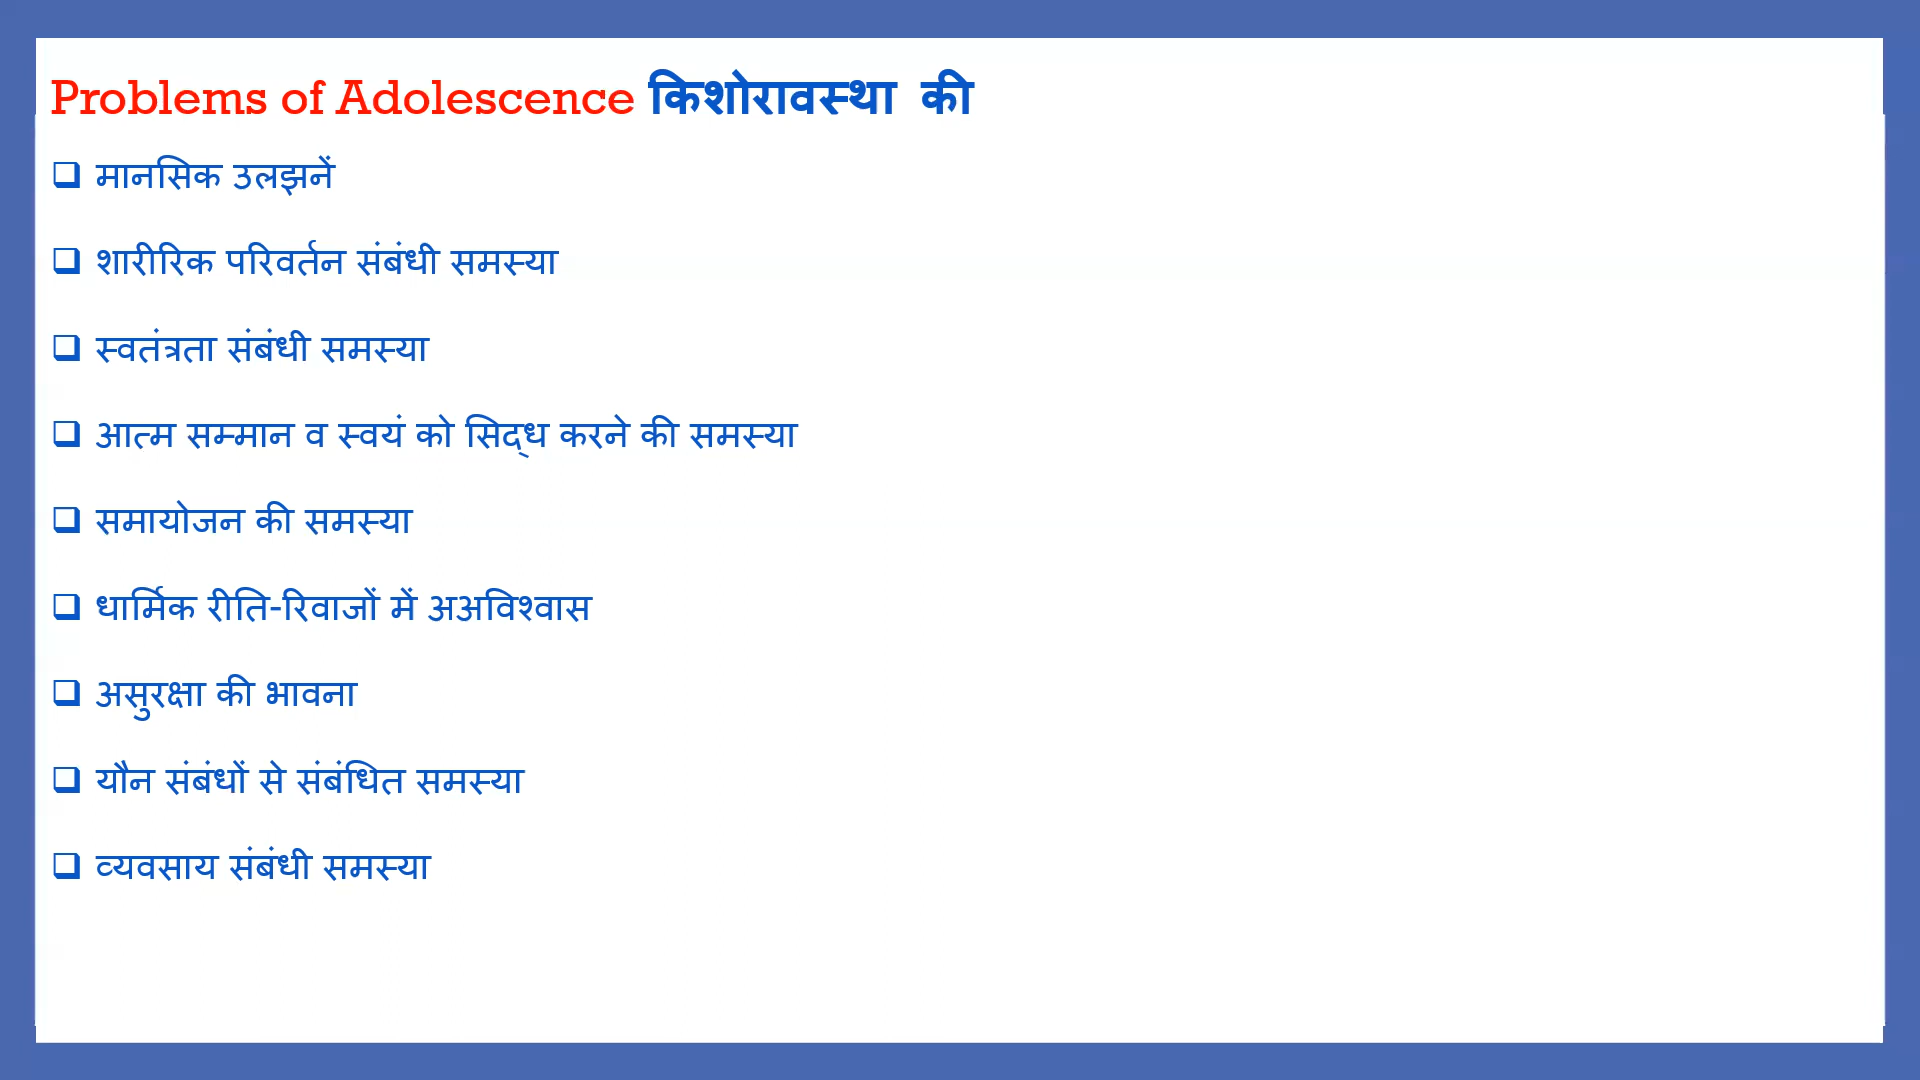 Problems of Adolescence किशोरावस्था की
❑ मानसिक उलझनें
❑ शारीरिक परिवर्तन संबंधी समस्या
❑ स्वतंत्रता संबंधी समस्या
❑ आत्म सम्मान व स्वयं को सिद्ध करने की समस्या
❑ समायोजन की समस्या
❑ धार्मिक रीति-रिवाजों में अअविश्वास
❑ असुरक्षा की भावना
❑ यौन संबंधों से संबंधित समस्या
❑ व्यवसाय संबंधी समस्या